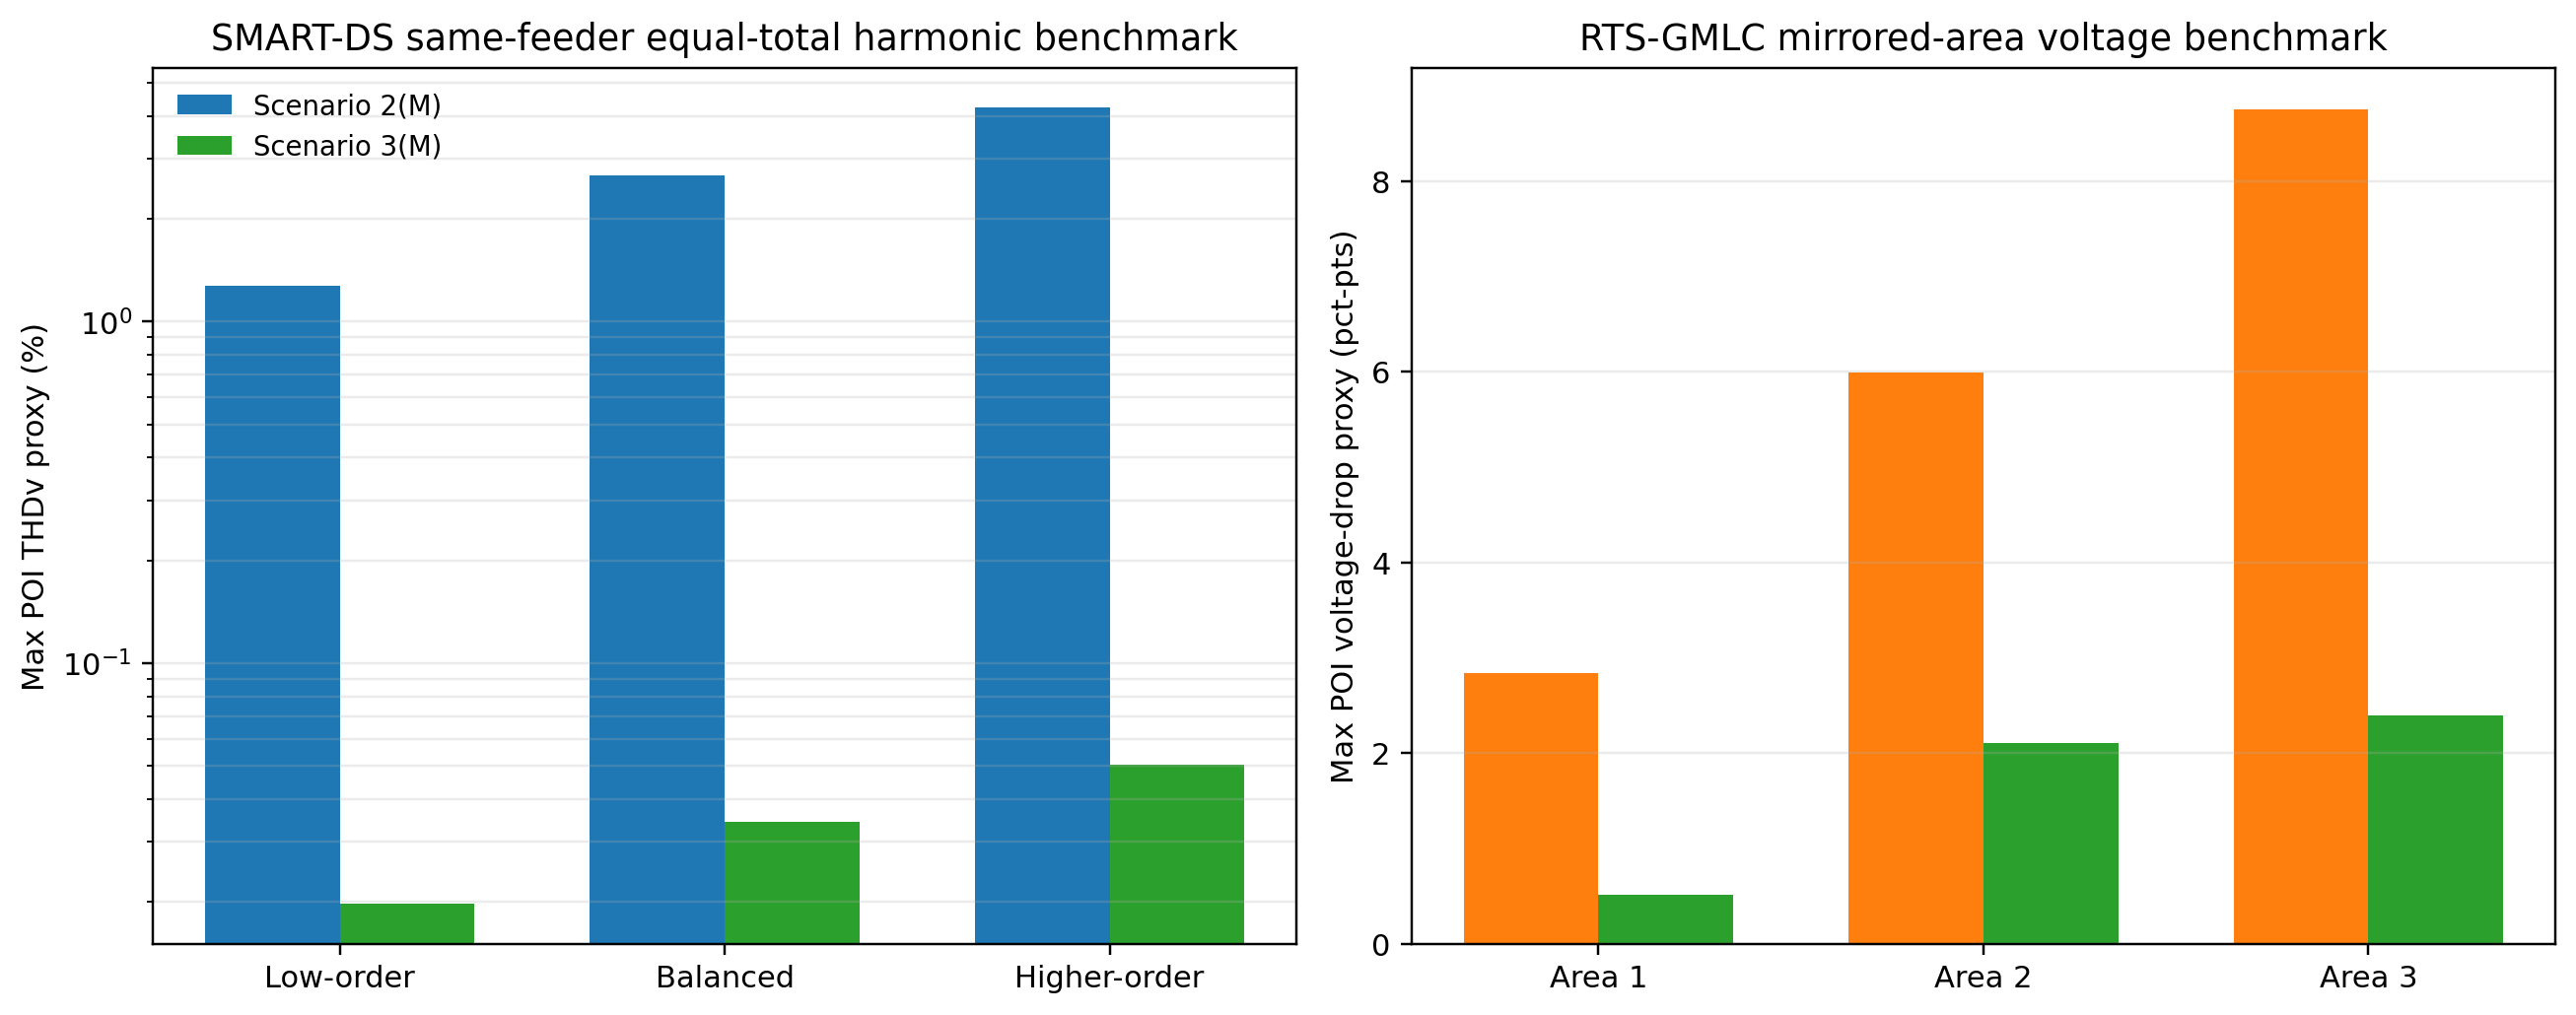 SMART-DS same-feeder equal-total harmonic benchmark
Scenario 2(M)
Scenario 3(M)
Max POI THDv proxy (%)
10⁰
10⁻¹
Low-order
Balanced
Higher-order
RTS-GMLC mirrored-area voltage benchmark
Max POI voltage-drop proxy (pct-pts)
8
6
4
2
0
Area 1
Area 2
Area 3